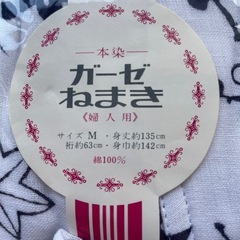 本染
ガーゼ
ねまき
《婦人用》
サイズ M ・身丈約135cm
裄約63cm・身巾約142cm
綿100%